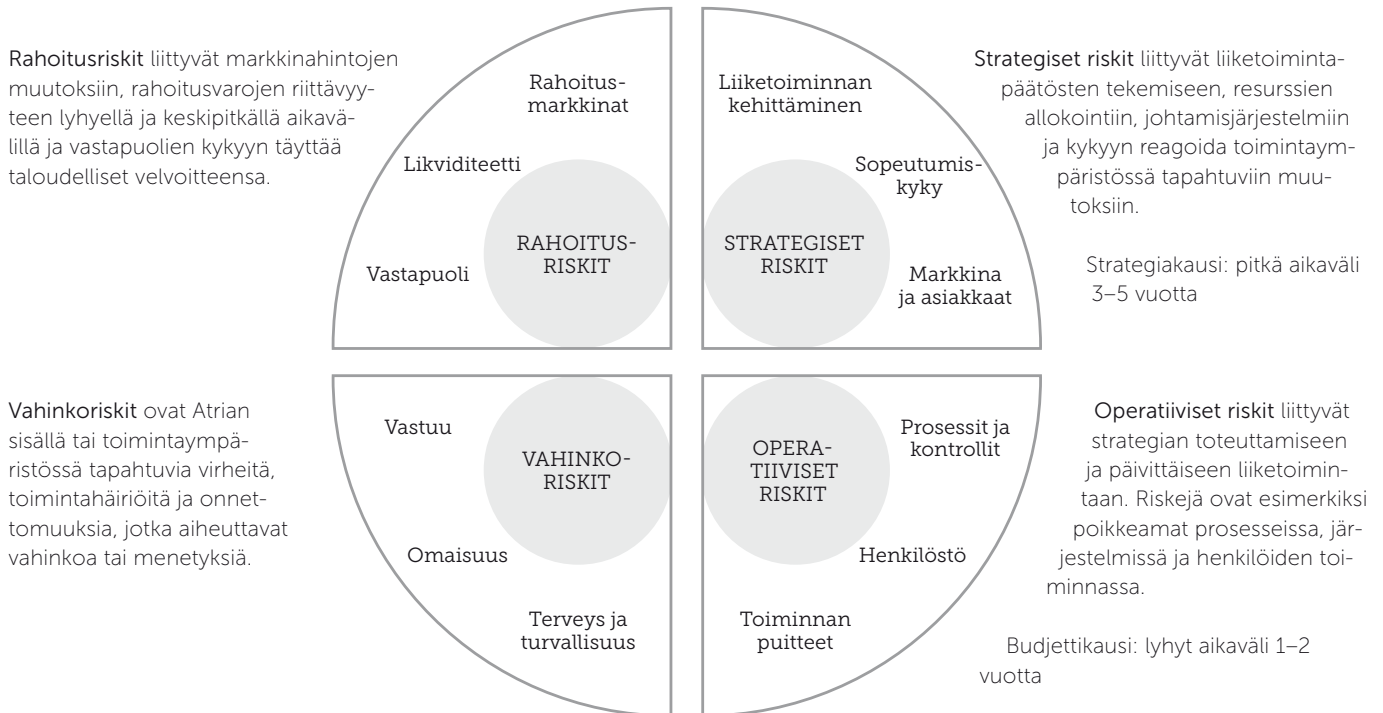 Rahoitusriskit liittyvät markkinahintojen
muutoksiin, rahoitusvarojen riittävyy-
teen lyhyellä ja keskipitkällä aikavä-
lillä ja vastapuolien kykyyn täyttää
taloudelliset velvoitteensa.
Rahoitus-
markkinat
Likviditeetti
Vastapuoli
RAHOITUS-
RISKIT
Liiketoiminnan
kehittäminen
Sopeutumis-
kyky
Markkina
ja asiakkaat
STRATEGISET
RISKIT
Strategiset riskit liittyvät liiketoiminta-
päätösten tekemiseen, resurssien
allokointiin, johtamisjärjestelmiin
ja kykyyn reagoida toimintaym-
päristössä tapahtuviin muu-
toksiin.
Strategiakausi: pitkä aikaväli
3–5 vuotta
Vahinkoriskit ovat Atrian
sisällä tai toimintaympä-
ristössä tapahtuvia virheitä,
toimintahäiriöitä ja onnet-
tomuuksia, jotka aiheuttavat
vahinkoa tai menetyksiä.
Vastuu
VAHINKO-
RISKIT
Omaisuus
Terveys ja
turvallisuus
OPERA-
TIIVISET
RISKIT
Prosessit ja
kontrollit
Henkilöstö
Toiminnan
puitteet
Operatiiviset riskit liittyvät
strategian toteuttamiseen
ja päivittäiseen liiketoimin-
taan. Riskejä ovat esimerkiksi
poikkeamat prosesseissa, jär-
jestelmissä ja henkilöiden toi-
minnassa.
Budjettikausi: lyhyt aikaväli 1–2
vuotta